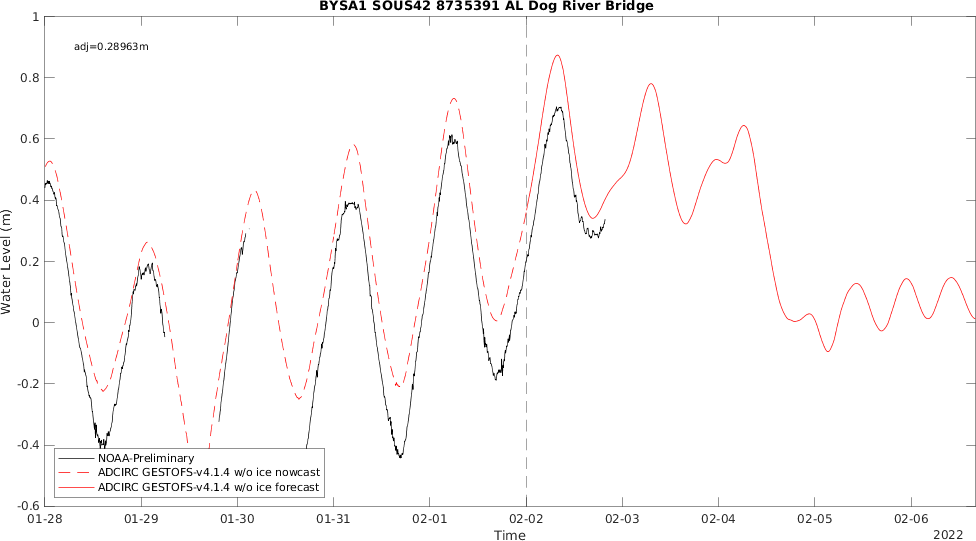 BYSA1 SOUS42 8735391 AL Dog River Bridge
adj=0.28963m
1
0.8
0.6
0.4
0.2
0
-0.2
-0.4
-0.6
Water Level (m)
NOAA-Preliminary
ADCIRC GESTOFS-v4.1.4 w/o ice nowcast
ADCIRC GESTOFS-v4.1.4 w/o ice forecast
01-28 01-29 01-30 01-31 02-01 02-02 02-03 02-04 02-05 02-06
Time
2022